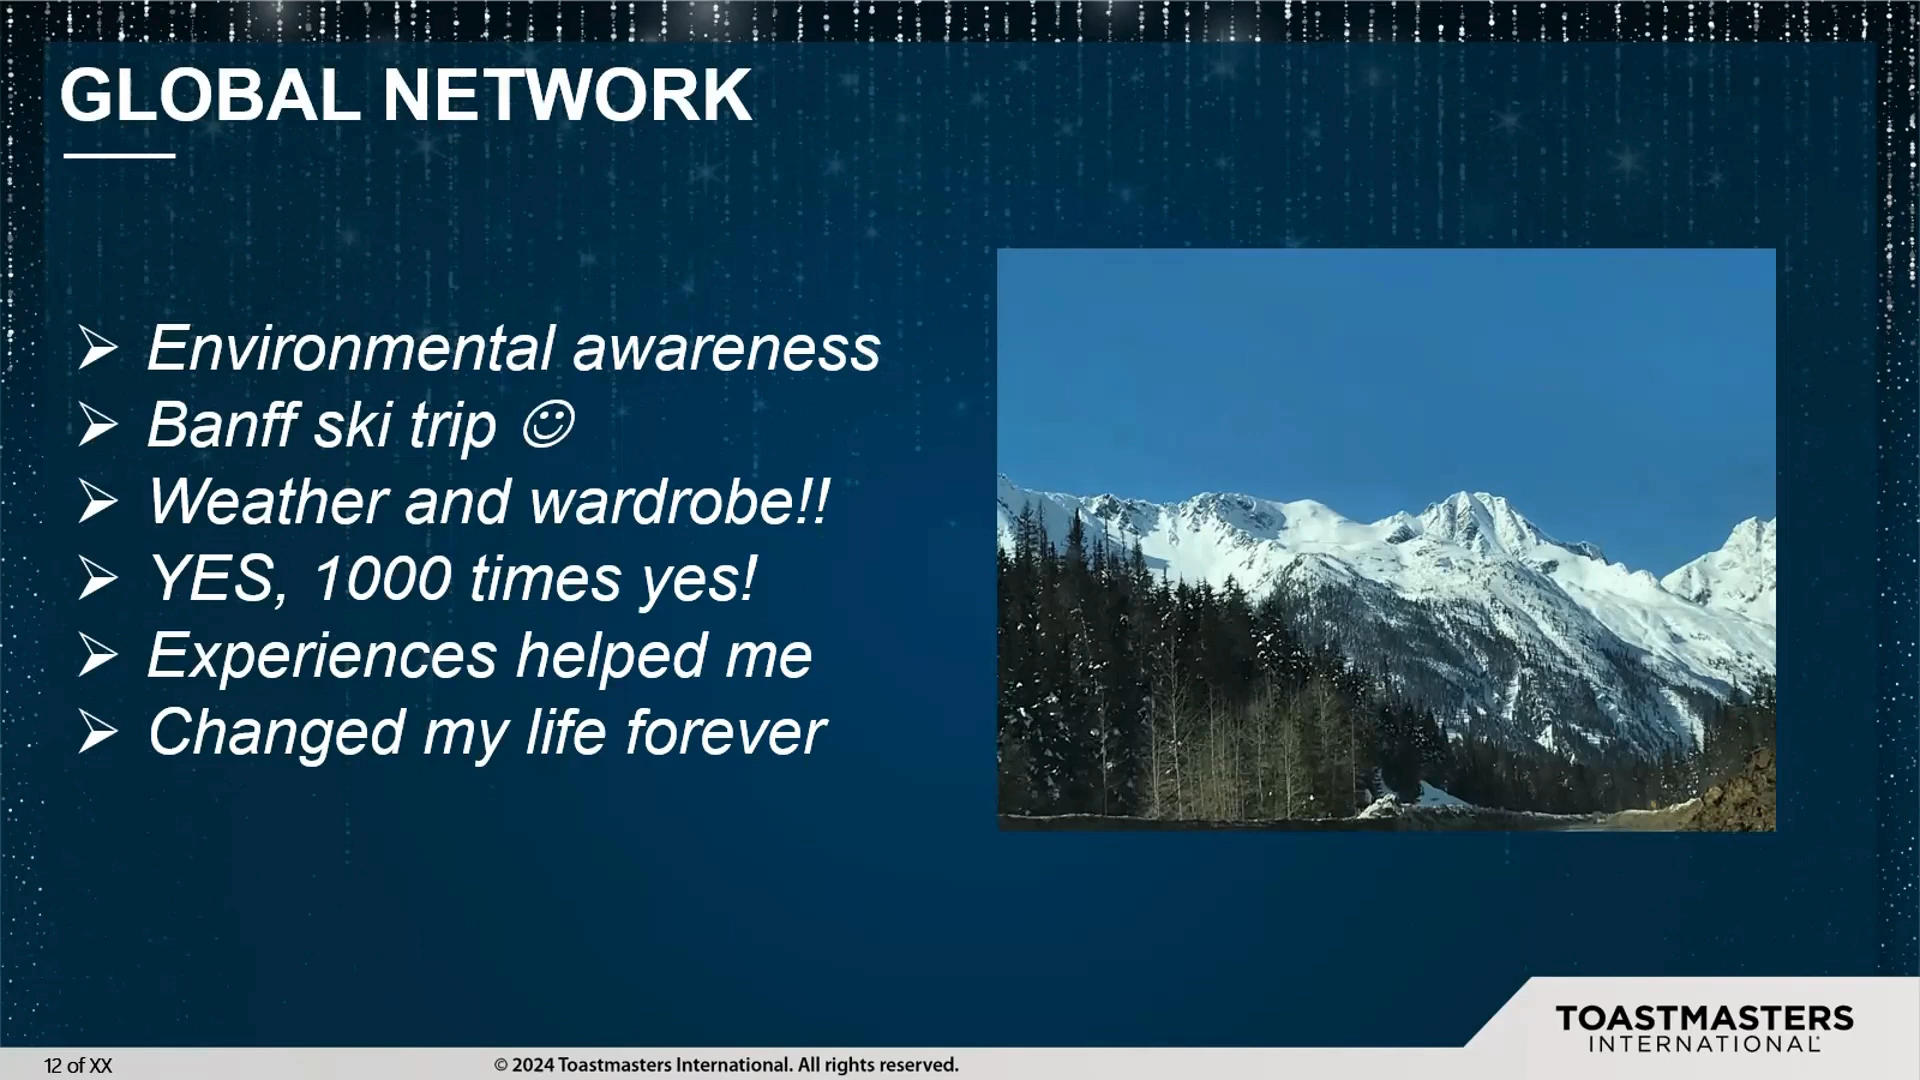 GLOBAL NETWORK
➢ Environmental awareness
➢ Banff ski trip ☺
➢ Weather and wardrobe!!
➢ YES, 1000 times yes!
➢ Experiences helped me
➢ Changed my life forever
TOASTMASTERS
INTERNATIONAL
12 of XX
© 2024 Toastmasters International. All rights reserved.